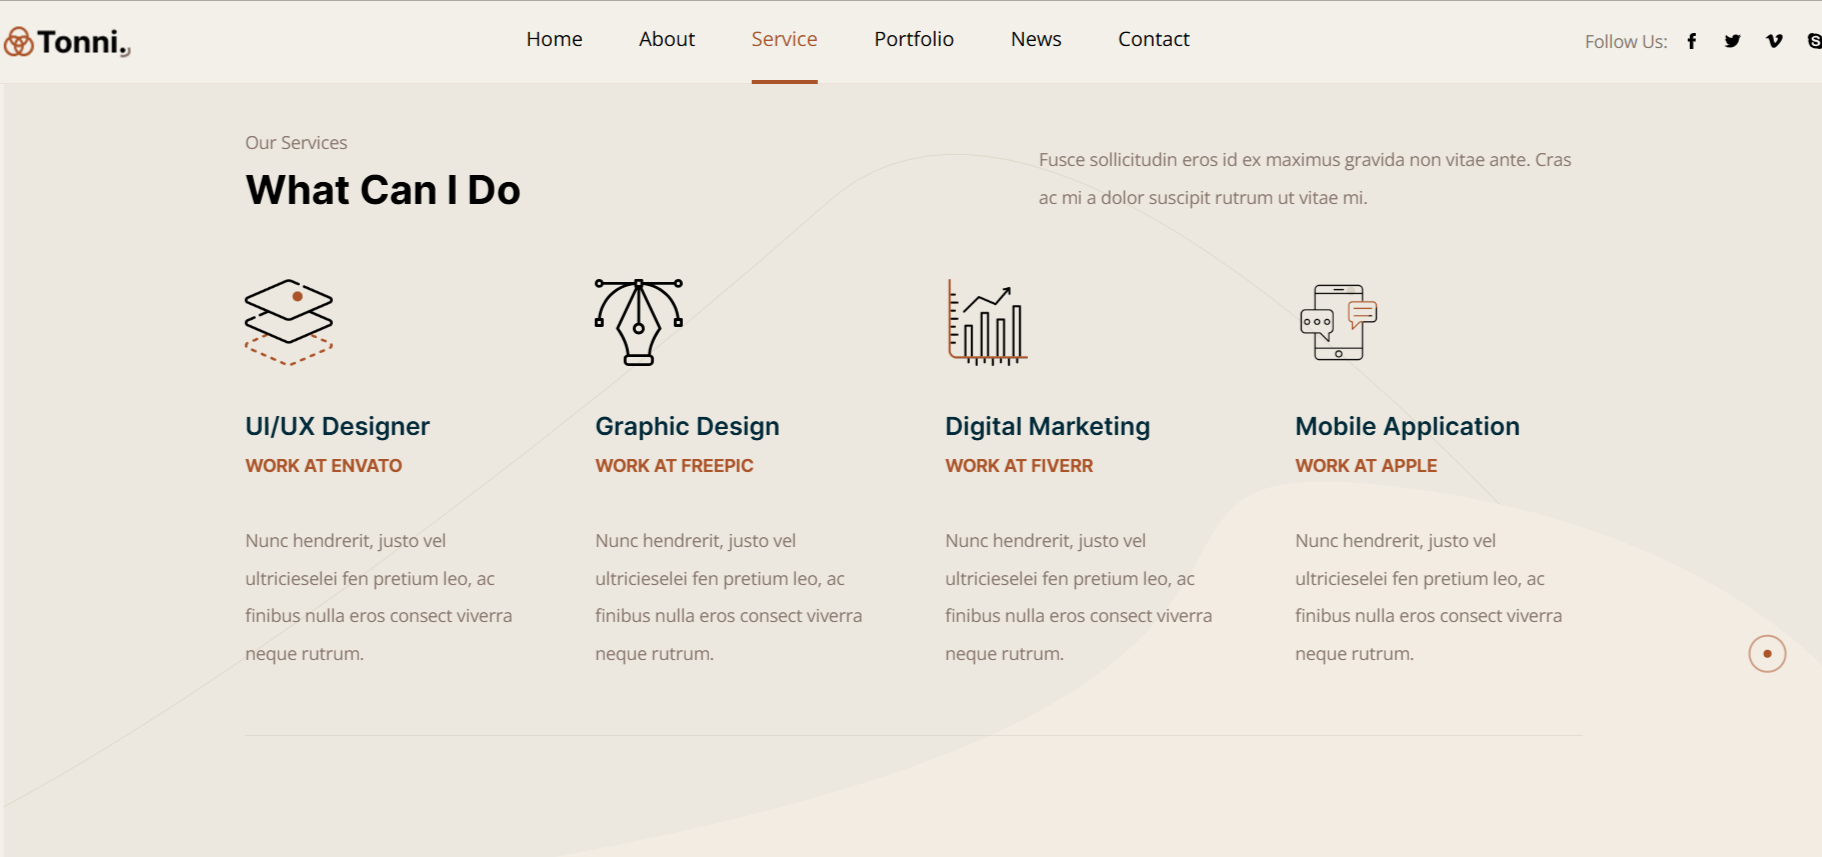 Tonni.
Home About Service Portfolio News Contact
Follow Us:
Our Services
What Can I Do
Fusce sollicitudin eros id ex maximus gravida non vitae ante. Cras
ac mi a dolor suscipit rutrum ut vitae mi.
UI/UX Designer
WORK AT ENVATO
Nunc hendrerit, justo vel
ultricieselei fen pretium leo, ac
finibus nulla eros consect viverra
neque rutrum.
Graphic Design
WORK AT FREEPIC
Nunc hendrerit, justo vel
ultricieselei fen pretium leo, ac
finibus nulla eros consect viverra
neque rutrum.
Digital Marketing
WORK AT FIVERR
Nunc hendrerit, justo vel
ultricieselei fen pretium leo, ac
finibus nulla eros consect viverra
neque rutrum.
Mobile Application
WORK AT APPLE
Nunc hendrerit, justo vel
ultricieselei fen pretium leo, ac
finibus nulla eros consect viverra
neque rutrum.